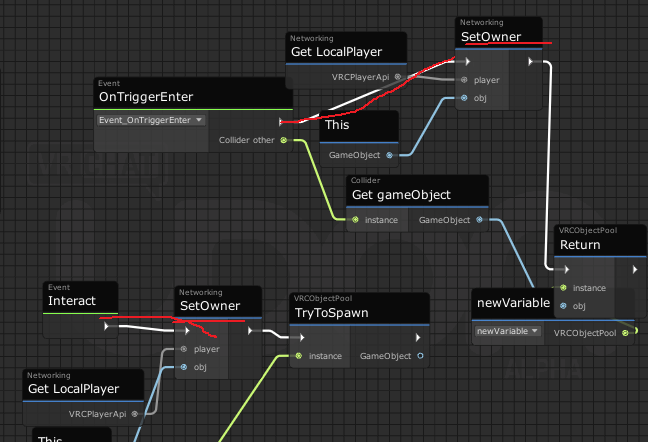 Networking
SetOwner
player
obj
Networking
Get LocalPlayer
VRCPlayerApi
Event
OnTriggerEnter
Event_OnTriggerEnter
Collider other
This
GameObject
Collider
Get gameObject
instance
GameObject
VRCObjectPool
Return
instance
obj
newVariable
newVariable
VRCObjectPool
Event
Interact
Networking
SetOwner
player
obj
VRCObjectPool
TryToSpawn
instance
GameObject
Networking
Get LocalPlayer
VRCPlayerApi
This